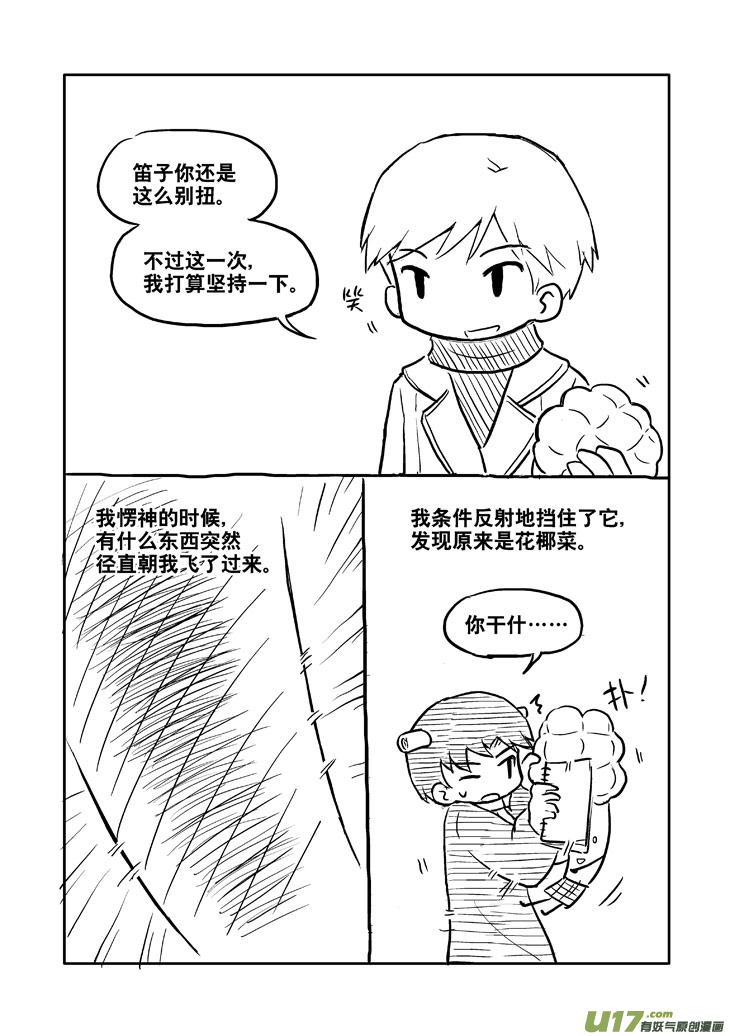 笛子你还是
这么别扭。
不过这一次，
我打算坚持一下。
笑
我愣神的时候，
有什么东西突然
径直朝我飞了过来。
我条件反射地挡住了它，
发现原来是花椰菜。
你干什……
扑！
U17.com
有妖气原创漫画